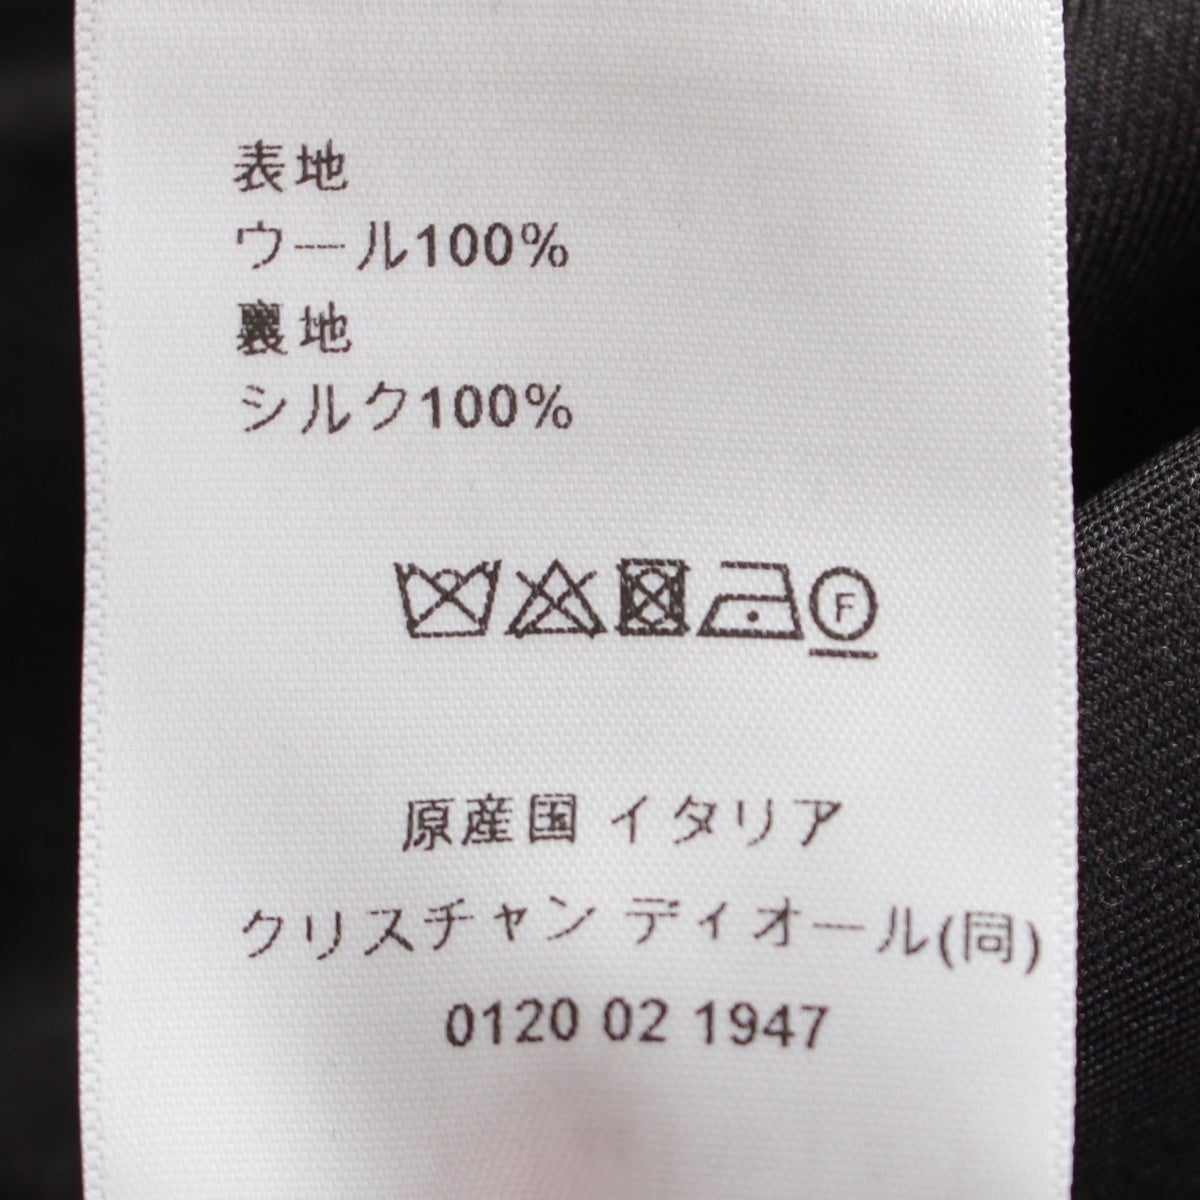 表地
ウール100%
裏地
シルク100%
F
原産国 イタリア
クリスチャン ディオール(同)
0120 02 1947